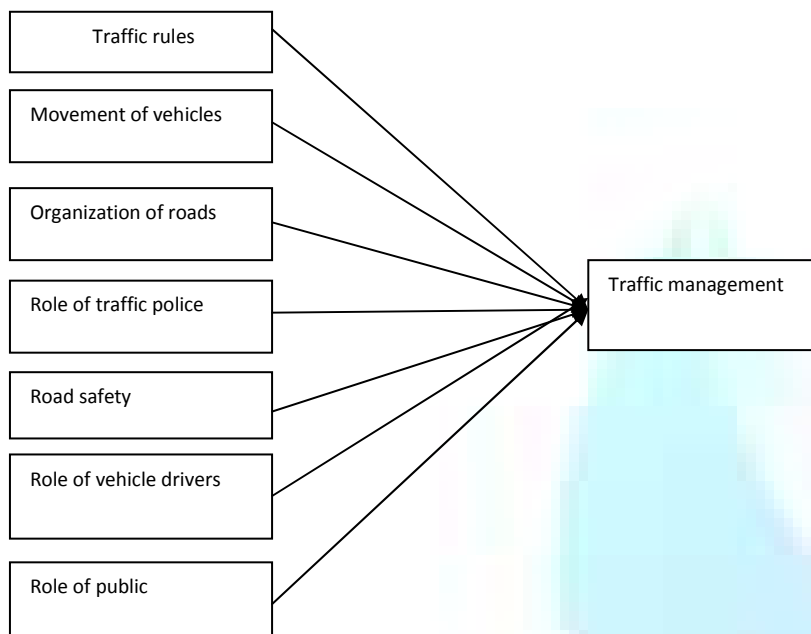 Traffic rules
Movement of vehicles
Organization of roads
Traffic management
Role of traffic police
Road safety
Role of vehicle drivers
Role of public